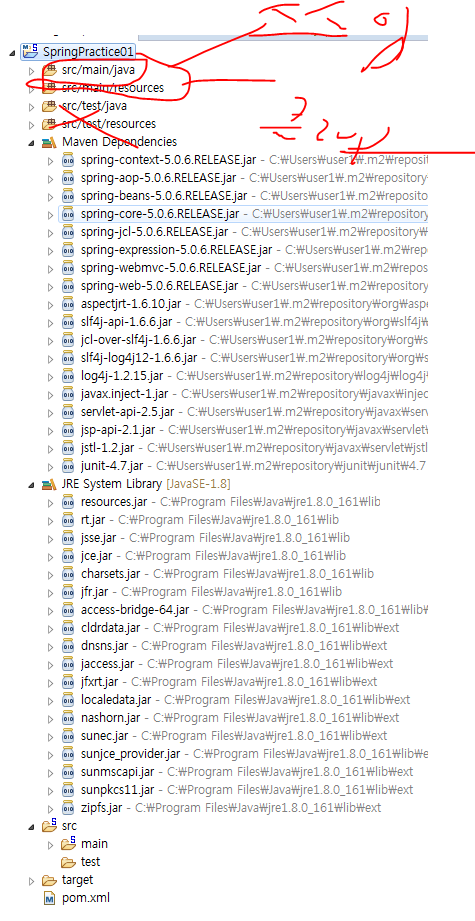 SpringPractice01
src/main/java
src/main/resources
src/test/java
src/test/resources
Maven Dependencies
spring-context-5.0.6.RELEASE.jar - C:₩Users₩user1₩.m2₩reposit
spring-aop-5.0.6.RELEASE.jar - C:₩Users₩user1₩.m2₩repository
spring-beans-5.0.6.RELEASE.jar - C:₩Users₩user1₩.m2₩repositor
spring-core-5.0.6.RELEASE.jar - C:₩Users₩user1₩.m2₩repository
spring-jcl-5.0.6.RELEASE.jar - C:₩Users₩user1₩.m2₩repository₩
spring-expression-5.0.6.RELEASE.jar - C:₩Users₩user1₩.m2₩rep
spring-webmvc-5.0.6.RELEASE.jar - C:₩Users₩user1₩.m2₩repos
spring-web-5.0.6.RELEASE.jar - C:₩Users₩user1₩.m2₩repository
aspectjrt-1.6.10.jar - C:₩Users₩user1₩.m2₩repository₩org₩aspe
slf4j-api-1.6.6.jar - C:₩Users₩user1₩.m2₩repository₩org₩slf4j₩
jcl-over-slf4j-1.6.6.jar - C:₩Users₩user1₩.m2₩repository₩org₩s
slf4j-log4j12-1.6.6.jar - C:₩Users₩user1₩.m2₩repository₩org₩s
log4j-1.2.15.jar - C:₩Users₩user1₩.m2₩repository₩log4j₩log4j₩
javax.inject-1.jar - C:₩Users₩user1₩.m2₩repository₩javax₩injec
servlet-api-2.5.jar - C:₩Users₩user1₩.m2₩repository₩javax₩serv
jsp-api-2.1.jar - C:₩Users₩user1₩.m2₩repository₩javax₩servlet₩
jstl-1.2.jar - C:₩Users₩user1₩.m2₩repository₩javax₩servlet₩jstl
junit-4.7.jar - C:₩Users₩user1₩.m2₩repository₩junit₩junit₩4.7
JRE System Library [JavaSE-1.8]
resources.jar - C:₩Program Files₩Java₩jre1.8.0_161₩lib
rt.jar - C:₩Program Files₩Java₩jre1.8.0_161₩lib
jsse.jar - C:₩Program Files₩Java₩jre1.8.0_161₩lib
jce.jar - C:₩Program Files₩Java₩jre1.8.0_161₩lib
charsets.jar - C:₩Program Files₩Java₩jre1.8.0_161₩lib
jfr.jar - C:₩Program Files₩Java₩jre1.8.0_161₩lib
access-bridge-64.jar - C:₩Program Files₩Java₩jre1.8.0_161₩lib₩
cldrdata.jar - C:₩Program Files₩Java₩jre1.8.0_161₩lib₩ext
dnsns.jar - C:₩Program Files₩Java₩jre1.8.0_161₩lib₩ext
jaccess.jar - C:₩Program Files₩Java₩jre1.8.0_161₩lib₩ext
jfxrt.jar - C:₩Program Files₩Java₩jre1.8.0_161₩lib₩ext
localedata.jar - C:₩Program Files₩Java₩jre1.8.0_161₩lib₩ext
nashorn.jar - C:₩Program Files₩Java₩jre1.8.0_161₩lib₩ext
sunec.jar - C:₩Program Files₩Java₩jre1.8.0_161₩lib₩ext
sunjce_provider.jar - C:₩Program Files₩Java₩jre1.8.0_161₩lib₩e
sunmscapi.jar - C:₩Program Files₩Java₩jre1.8.0_161₩lib₩ext
sunpkcs11.jar - C:₩Program Files₩Java₩jre1.8.0_161₩lib₩ext
zipfs.jar - C:₩Program Files₩Java₩jre1.8.0_161₩lib₩ext
src
main
test
target
pom.xml